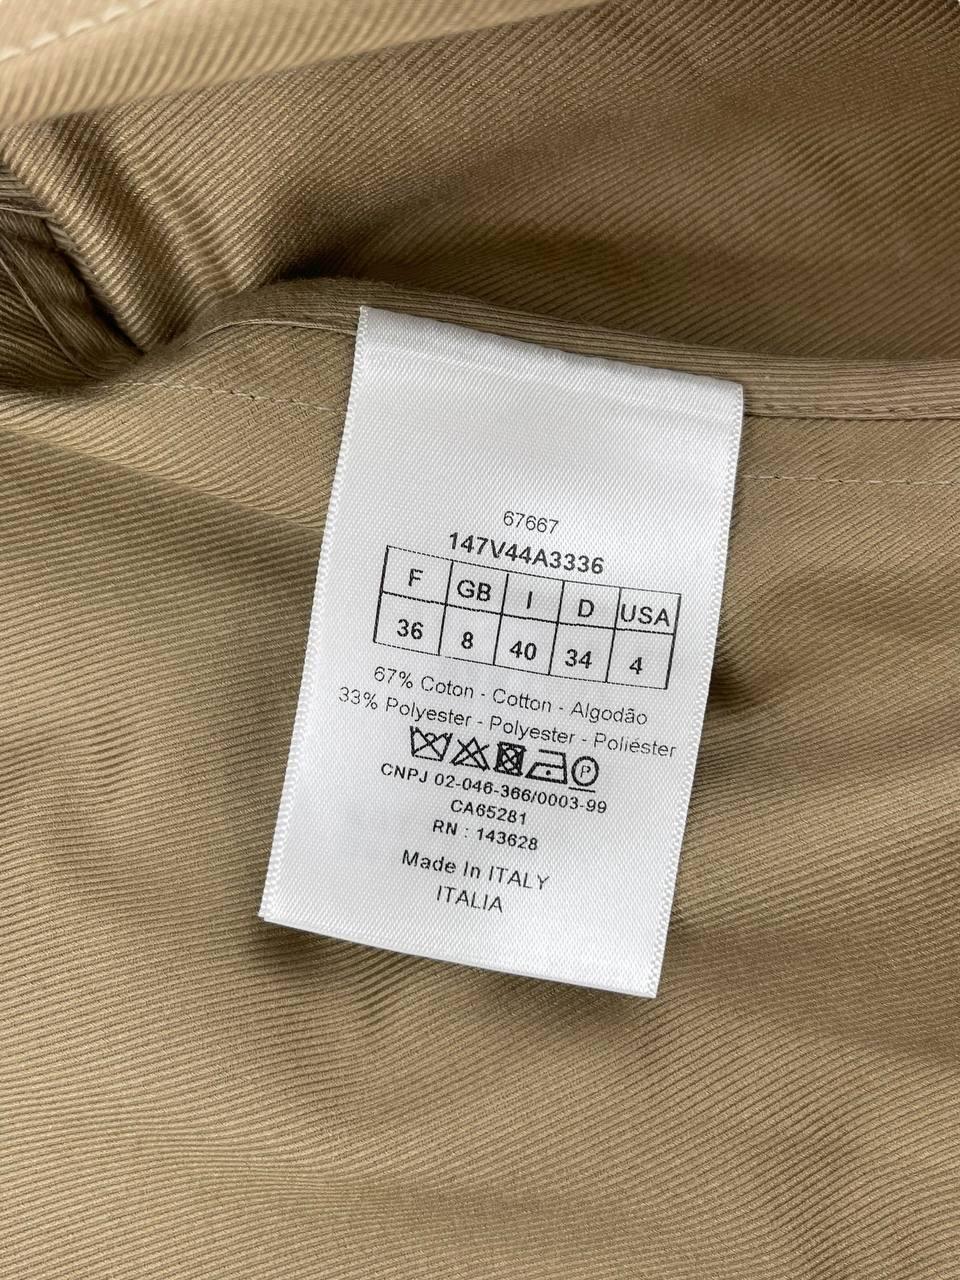 67667
147V44A3336
F GB I D USA
36 8 40 34 4
67% Coton - Cotton - Algodão
33% Polyester - Polyester - Poliéster
P
CNPJ 02-046-366/0003-99
CA65281
RN : 143628
Made In ITALY
ITALIA